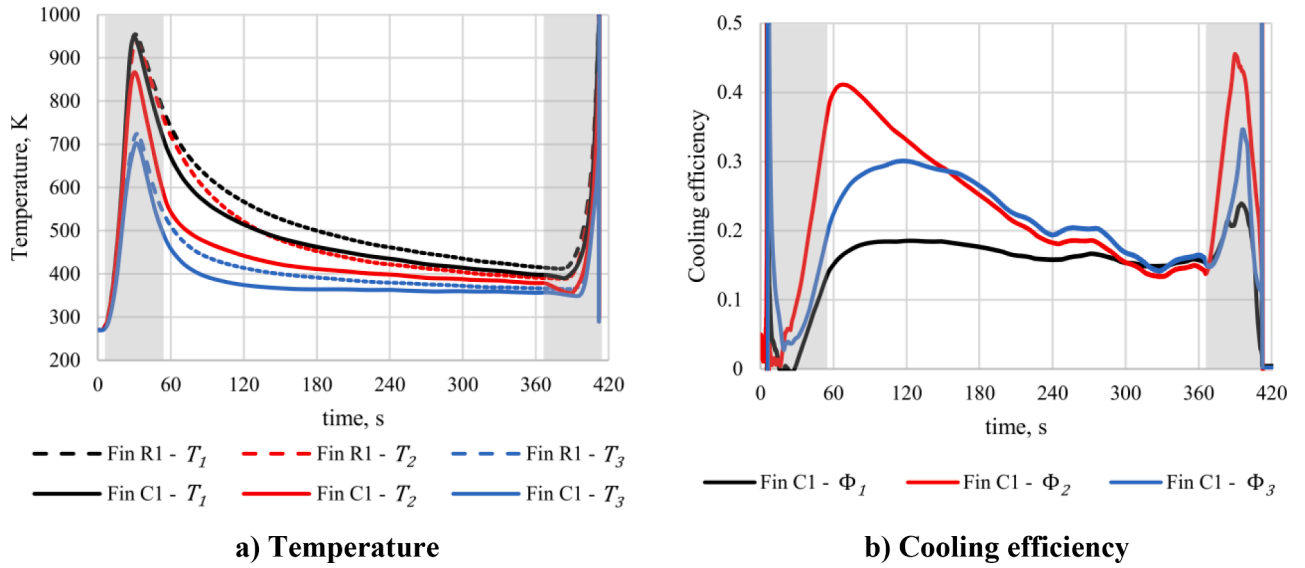 1000
900
800
700
600
500
400
300
200
Temperature, K
0 60 120 180 240 300 360 420
time, s
Fin R1 - T₁ Fin R1 - T₂ Fin R1 - T₃
Fin C1 - T₁ Fin C1 - T₂ Fin C1 - T₃
a) Temperature
0.5
0.4
0.3
0.2
0.1
0
Cooling efficiency
0 60 120 180 240 300 360 420
time, s
Fin C1 - Φ₁ Fin C1 - Φ₂ Fin C1 - Φ₃
b) Cooling efficiency